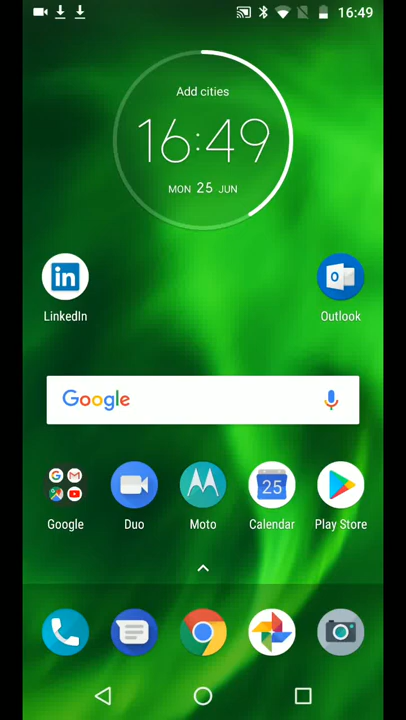 16:49
Add cities
16:49
MON 25 JUN
in
LinkedIn
Outlook
Google
Google
Duo
Moto
25
Calendar
Play Store